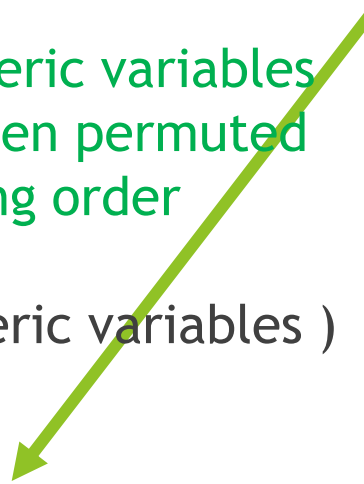 eric variables
en permuted
ng order
eric variables )